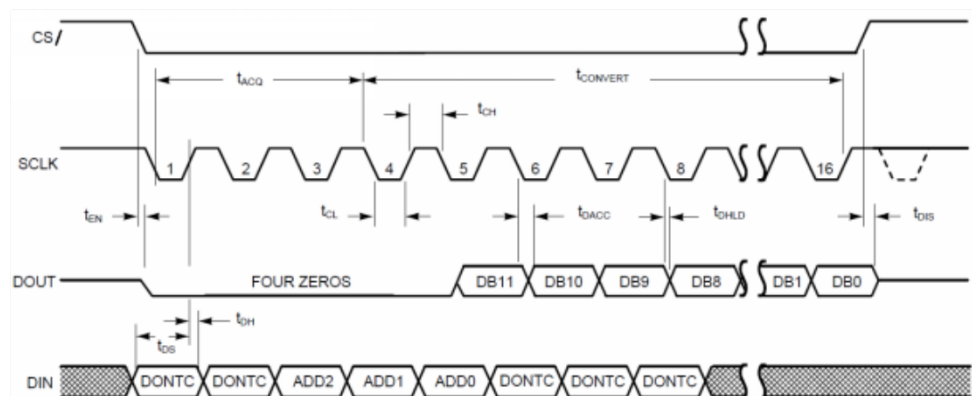 CS/
tACQ tCONVERT
tCH
SCLK 1 2 3 4 5 6 7 8 16
tEN tCL tDACC tDHLD tDIS
DOUT FOUR ZEROS DB11 DB10 DB9 DB8 DB1 DB0
tDH
tDS
DIN DONTC DONTC ADD2 ADD1 ADD0 DONTC DONTC DONTC